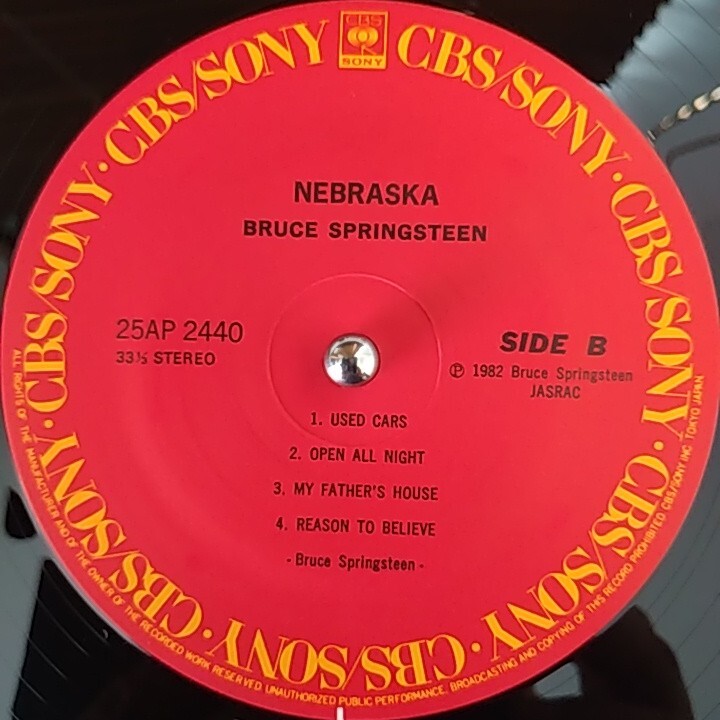 CBS/SONY · CBS/SONY · CBS/SONY · CBS/SONY · CBS/SONY · CBS/SONY · CBS/SONY · CBS/SONY
CBS
SONY
NEBRASKA
BRUCE SPRINGSTEEN
25AP 2440
33⅓ STEREO
SIDE B
Ⓟ 1982 Bruce Springsteen
JASRAC
1. USED CARS
2. OPEN ALL NIGHT
3. MY FATHER'S HOUSE
4. REASON TO BELIEVE
- Bruce Springsteen -
ALL RIGHTS OF THE MANUFACTURER AND OF THE OWNER OF THE RECORDED WORK RESERVED. UNAUTHORIZED PUBLIC PERFORMANCE, BROADCASTING AND COPYING OF THIS RECORD PROHIBITED. CBS/SONY INC. TOKYO JAPAN